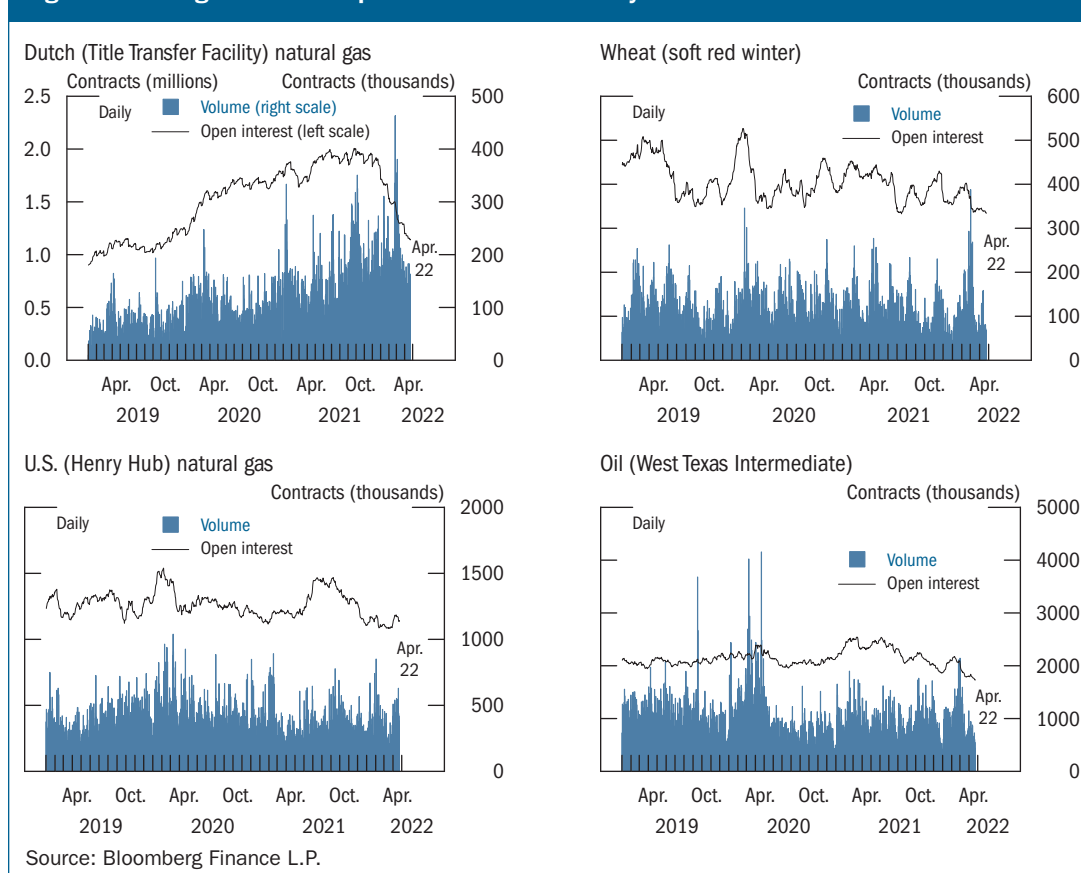 Dutch (Title Transfer Facility) natural gas
Contracts (millions) Contracts (thousands)
Daily
Volume (right scale)
Open interest (left scale)
2.5
2.0
1.5
1.0
0.5
0.0
500
400
300
200
100
0
Apr.
22
Apr. Oct. Apr. Oct. Apr. Oct. Apr.
2019 2020 2021 2022
Wheat (soft red winter)
Contracts (thousands)
Daily
Volume
Open interest
600
500
400
300
200
100
0
Apr.
22
Apr. Oct. Apr. Oct. Apr. Oct. Apr.
2019 2020 2021 2022
U.S. (Henry Hub) natural gas
Contracts (thousands)
Daily
Volume
Open interest
2000
1500
1000
500
0
Apr.
22
Apr. Oct. Apr. Oct. Apr. Oct. Apr.
2019 2020 2021 2022
Oil (West Texas Intermediate)
Contracts (thousands)
Daily
Volume
Open interest
5000
4000
3000
2000
1000
0
Apr.
22
Apr. Oct. Apr. Oct. Apr. Oct. Apr.
2019 2020 2021 2022
Source: Bloomberg Finance L.P.